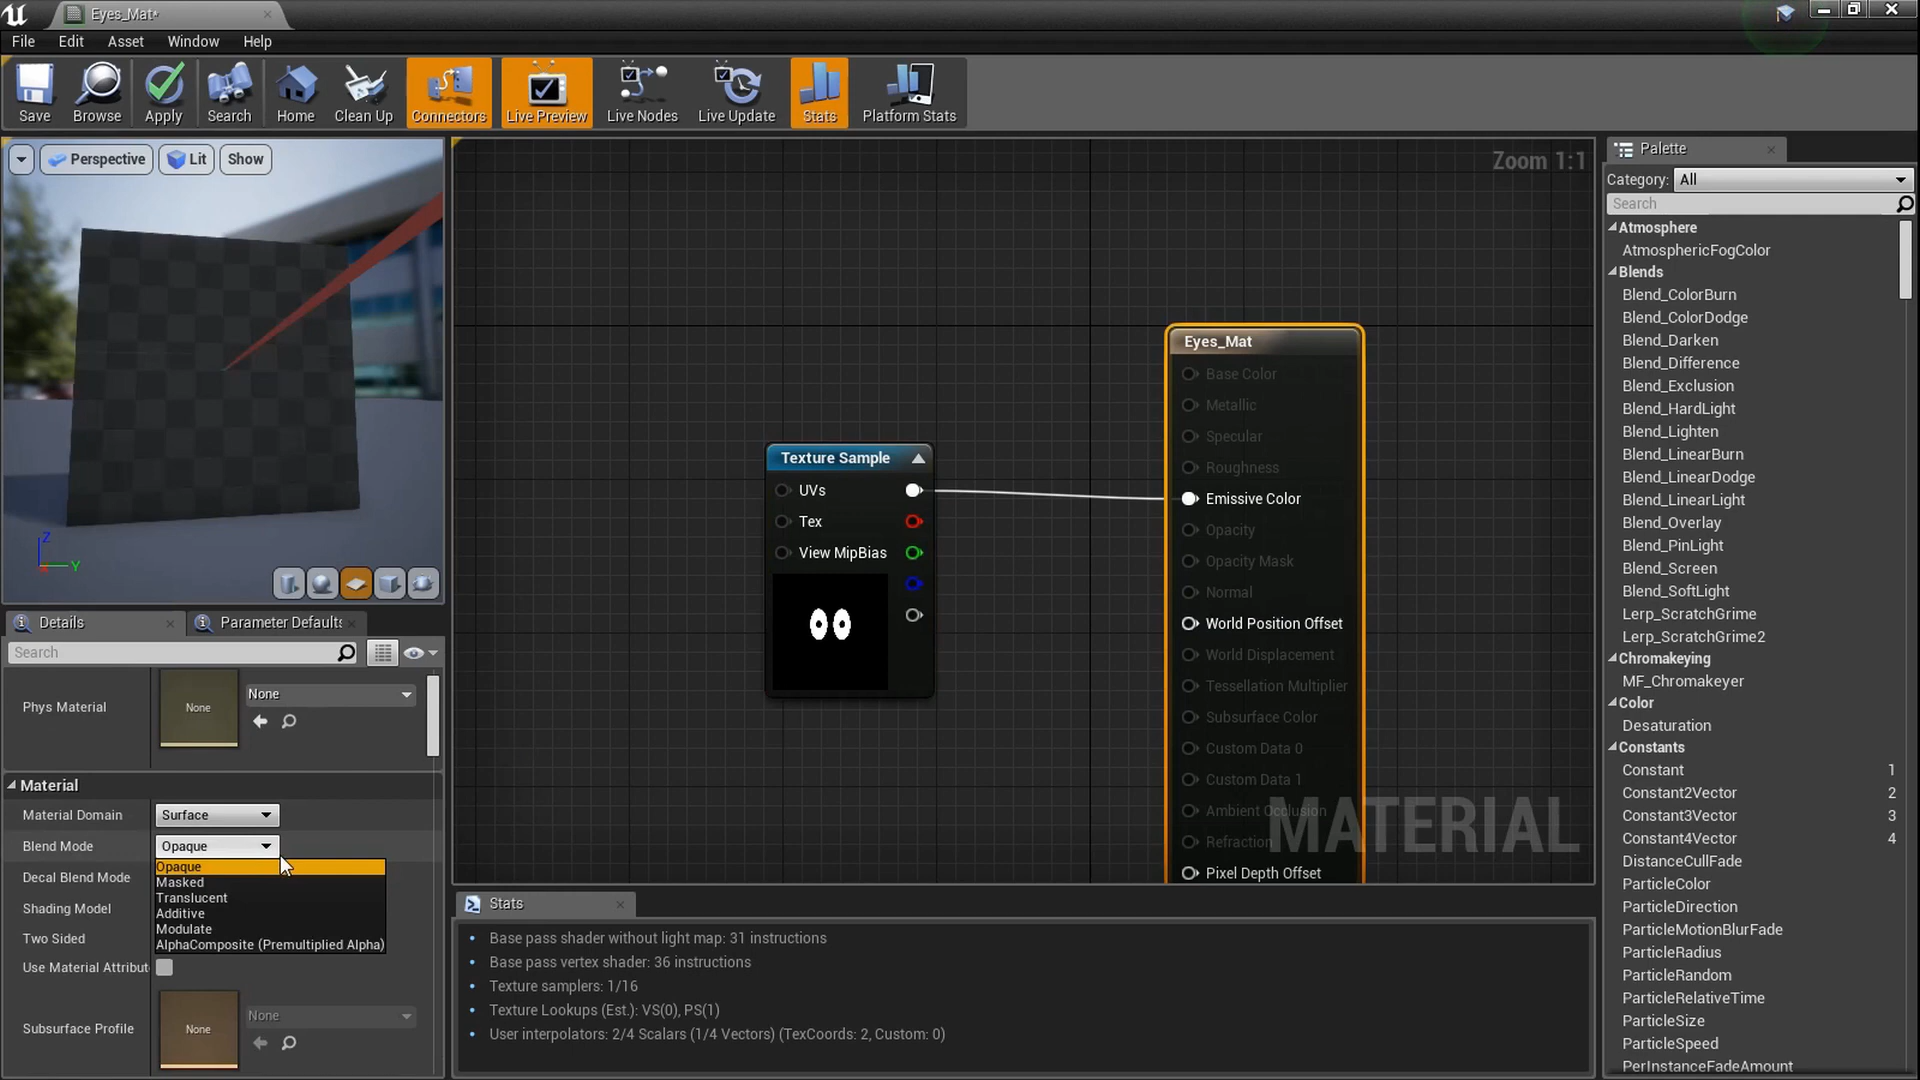 Eyes_Mat*
File Edit Asset Window Help
Save Browse Apply Search Home Clean Up Connectors Live Preview Live Nodes Live Update Stats Platform Stats
Perspective Lit Show
Z
Y
Details Parameter Defaults
Search
Phys Material None None
Material
Material Domain Surface
Blend Mode Opaque
Opaque
Decal Blend Mode Masked
Translucent
Shading Model Additive
Modulate
Two Sided AlphaComposite (Premultiplied Alpha)
Use Material Attribut
Subsurface Profile None None
Zoom 1:1
Texture Sample
UVs
Tex
View MipBias
Eyes_Mat
Base Color
Metallic
Specular
Roughness
Emissive Color
Opacity
Opacity Mask
Normal
World Position Offset
World Displacement
Tessellation Multiplier
Subsurface Color
Custom Data 0
Custom Data 1
Ambient Occlusion
Refraction
Pixel Depth Offset
MATERIAL
Stats
Base pass shader without light map: 31 instructions
Base pass vertex shader: 36 instructions
Texture samplers: 1/16
Texture Lookups (Est.): VS(0), PS(1)
User interpolators: 2/4 Scalars (1/4 Vectors) (TexCoords: 2, Custom: 0)
Palette
Category: All
Search
Atmosphere
AtmosphericFogColor
Blends
Blend_ColorBurn
Blend_ColorDodge
Blend_Darken
Blend_Difference
Blend_Exclusion
Blend_HardLight
Blend_Lighten
Blend_LinearBurn
Blend_LinearDodge
Blend_LinearLight
Blend_Overlay
Blend_PinLight
Blend_Screen
Blend_SoftLight
Lerp_ScratchGrime
Lerp_ScratchGrime2
Chromakeying
MF_Chromakeyer
Color
Desaturation
Constants
Constant 1
Constant2Vector 2
Constant3Vector 3
Constant4Vector 4
DistanceCullFade
ParticleColor
ParticleDirection
ParticleMotionBlurFade
ParticleRadius
ParticleRandom
ParticleRelativeTime
ParticleSize
ParticleSpeed
PerInstanceFadeAmount